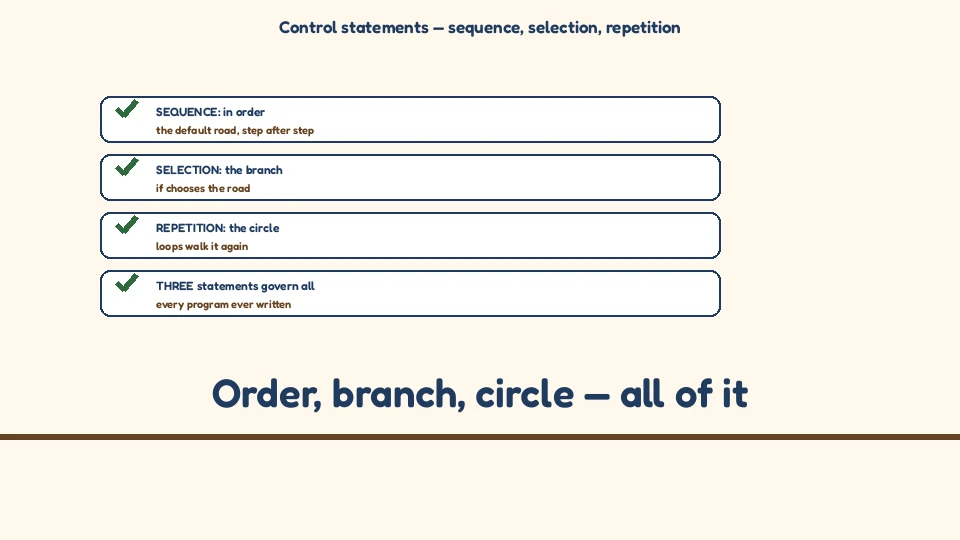 Control statements — sequence, selection, repetition
SEQUENCE: in order
the default road, step after step
SELECTION: the branch
if chooses the road
REPETITION: the circle
loops walk it again
THREE statements govern all
every program ever written
Order, branch, circle — all of it